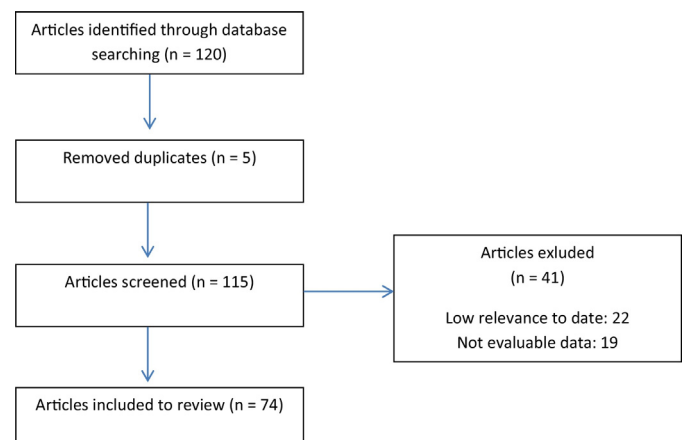 Articles identified through database
searching (n = 120)
Removed duplicates (n = 5)
Articles screened (n = 115)
Articles exluded
(n = 41)
Low relevance to date: 22
Not evaluable data: 19
Articles included to review (n = 74)